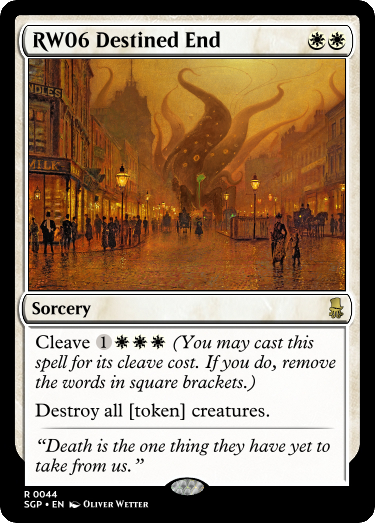 RW06 Destined End
NDLES
MILK
Sorcery
Cleave 1 (You may cast this
spell for its cleave cost. If you do, remove
the words in square brackets.)
Destroy all [token] creatures.
“Death is the one thing they have yet to
take from us.”
R 0044
SGP • EN OLIVER WETTER